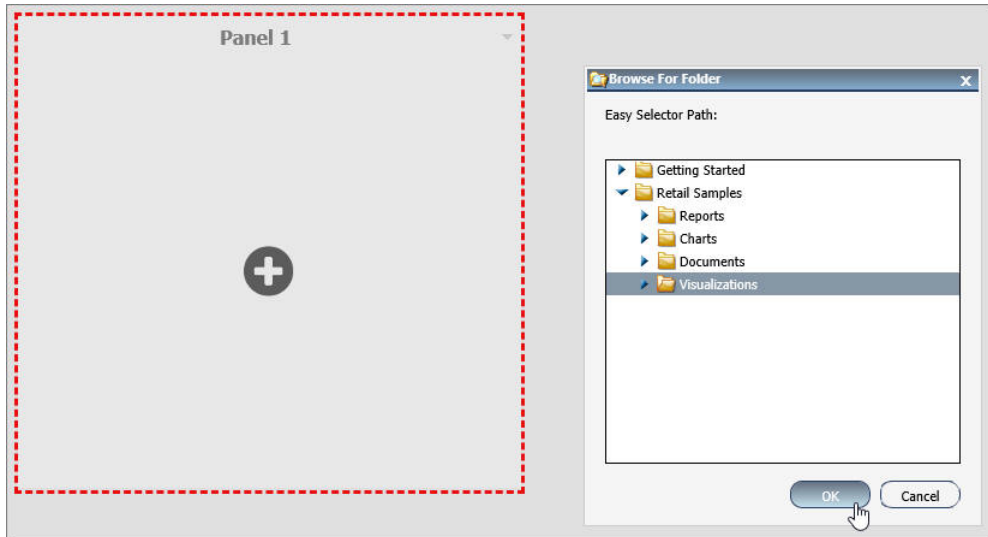 Panel 1
Browse For Folder
x
Easy Selector Path:
Getting Started
Retail Samples
Reports
Charts
Documents
Visualizations
OK
Cancel